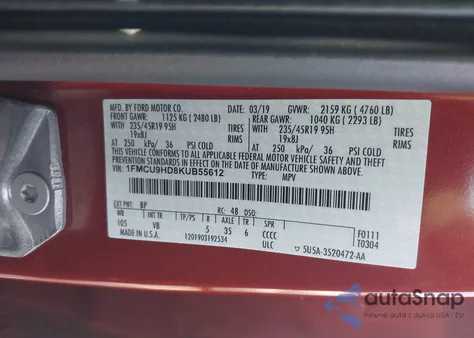 MFD. BY FORD MOTOR CO.
03/19 GVWR: 2159 KG ( 4760 LB)
FRONT GAWR: 1125 KG ( 2480 LB) REAR GAWR: 1040 KG ( 2293 LB)
WITH 235/45R19 95H TIRES WITH 235/45R19 95H TIRES
19x8J RIMS 19x8J RIMS
AT 250 kPa/ 36 PSI COLD AT 250 kPa/ 36 PSI COLD
THIS VEHICLE CONFORMS TO ALL APPLICABLE FEDERAL MOTOR VEHICLE SAFETY AND THEFT PREVENTION STANDARDS IN EFFECT ON THE DATE OF MANUFACTURE SHOWN ABOVE.
VIN: 1FMCU9HD8KUB55612
TYPE: MPV
EXT PNT: BP RC: 48 DSO:
WB INT TR TP/PS R AXLE TR SPR F0111
105 VB 5 35 6 CCCC T0304
MADE IN U.S.A. 1201903192534 ULC ▽5U5A-3520472-AA
autoSnap
Pewne auta z aukcji USA i EU